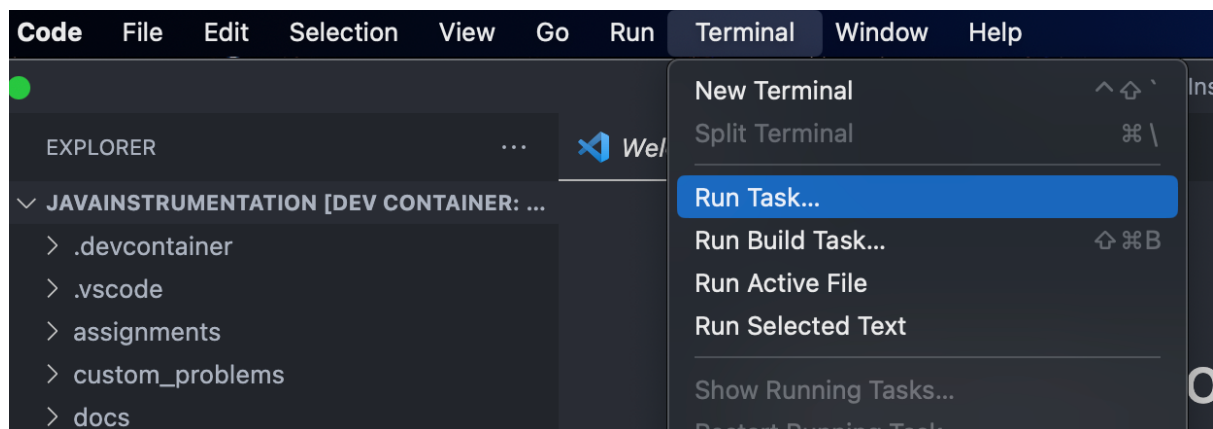 Code File Edit Selection View Go Run Terminal Window Help
New Terminal ^⇧`
Split Terminal ⌘\
Run Task...
Run Build Task... ⇧⌘B
Run Active File
Run Selected Text
Show Running Tasks...
EXPLORER ...
JAVAINSTRUMENTATION [DEV CONTAINER: ...
.devcontainer
.vscode
assignments
custom_problems
docs